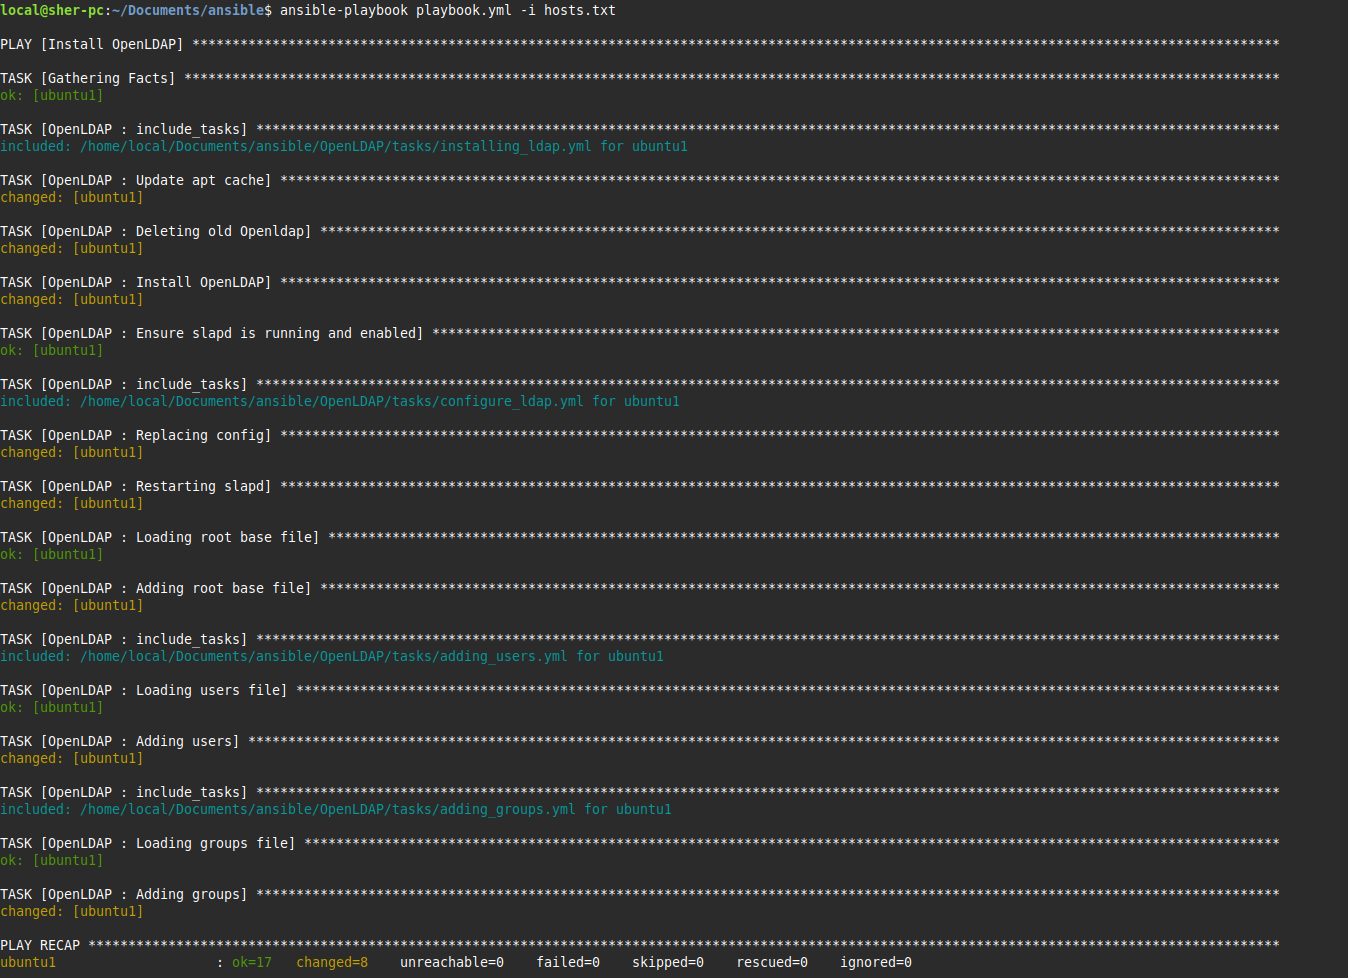 local@sher-pc:~/Documents/ansible$ ansible-playbook playbook.yml -i hosts.txt
PLAY [Install OpenLDAP] ****************************************************************************************************************************************
TASK [Gathering Facts] *****************************************************************************************************************************************
ok: [ubuntu1]
TASK [OpenLDAP : include_tasks] ********************************************************************************************************************************
included: /home/local/Documents/ansible/OpenLDAP/tasks/installing_ldap.yml for ubuntu1
TASK [OpenLDAP : Update apt cache] *****************************************************************************************************************************
changed: [ubuntu1]
TASK [OpenLDAP : Deleting old Openldap] ************************************************************************************************************************
changed: [ubuntu1]
TASK [OpenLDAP : Install OpenLDAP] *****************************************************************************************************************************
changed: [ubuntu1]
TASK [OpenLDAP : Ensure slapd is running and enabled] **********************************************************************************************************
ok: [ubuntu1]
TASK [OpenLDAP : include_tasks] ********************************************************************************************************************************
included: /home/local/Documents/ansible/OpenLDAP/tasks/configure_ldap.yml for ubuntu1
TASK [OpenLDAP : Replacing config] *****************************************************************************************************************************
changed: [ubuntu1]
TASK [OpenLDAP : Restarting slapd] *****************************************************************************************************************************
changed: [ubuntu1]
TASK [OpenLDAP : Loading root base file] ***********************************************************************************************************************
ok: [ubuntu1]
TASK [OpenLDAP : Adding root base file] ************************************************************************************************************************
changed: [ubuntu1]
TASK [OpenLDAP : include_tasks] ********************************************************************************************************************************
included: /home/local/Documents/ansible/OpenLDAP/tasks/adding_users.yml for ubuntu1
TASK [OpenLDAP : Loading users file] ***************************************************************************************************************************
ok: [ubuntu1]
TASK [OpenLDAP : Adding users] *********************************************************************************************************************************
changed: [ubuntu1]
TASK [OpenLDAP : include_tasks] ********************************************************************************************************************************
included: /home/local/Documents/ansible/OpenLDAP/tasks/adding_groups.yml for ubuntu1
TASK [OpenLDAP : Loading groups file] **************************************************************************************************************************
ok: [ubuntu1]
TASK [OpenLDAP : Adding groups] ********************************************************************************************************************************
changed: [ubuntu1]
PLAY RECAP *****************************************************************************************************************************************************
ubuntu1                    : ok=17   changed=8    unreachable=0    failed=0    skipped=0    rescued=0    ignored=0